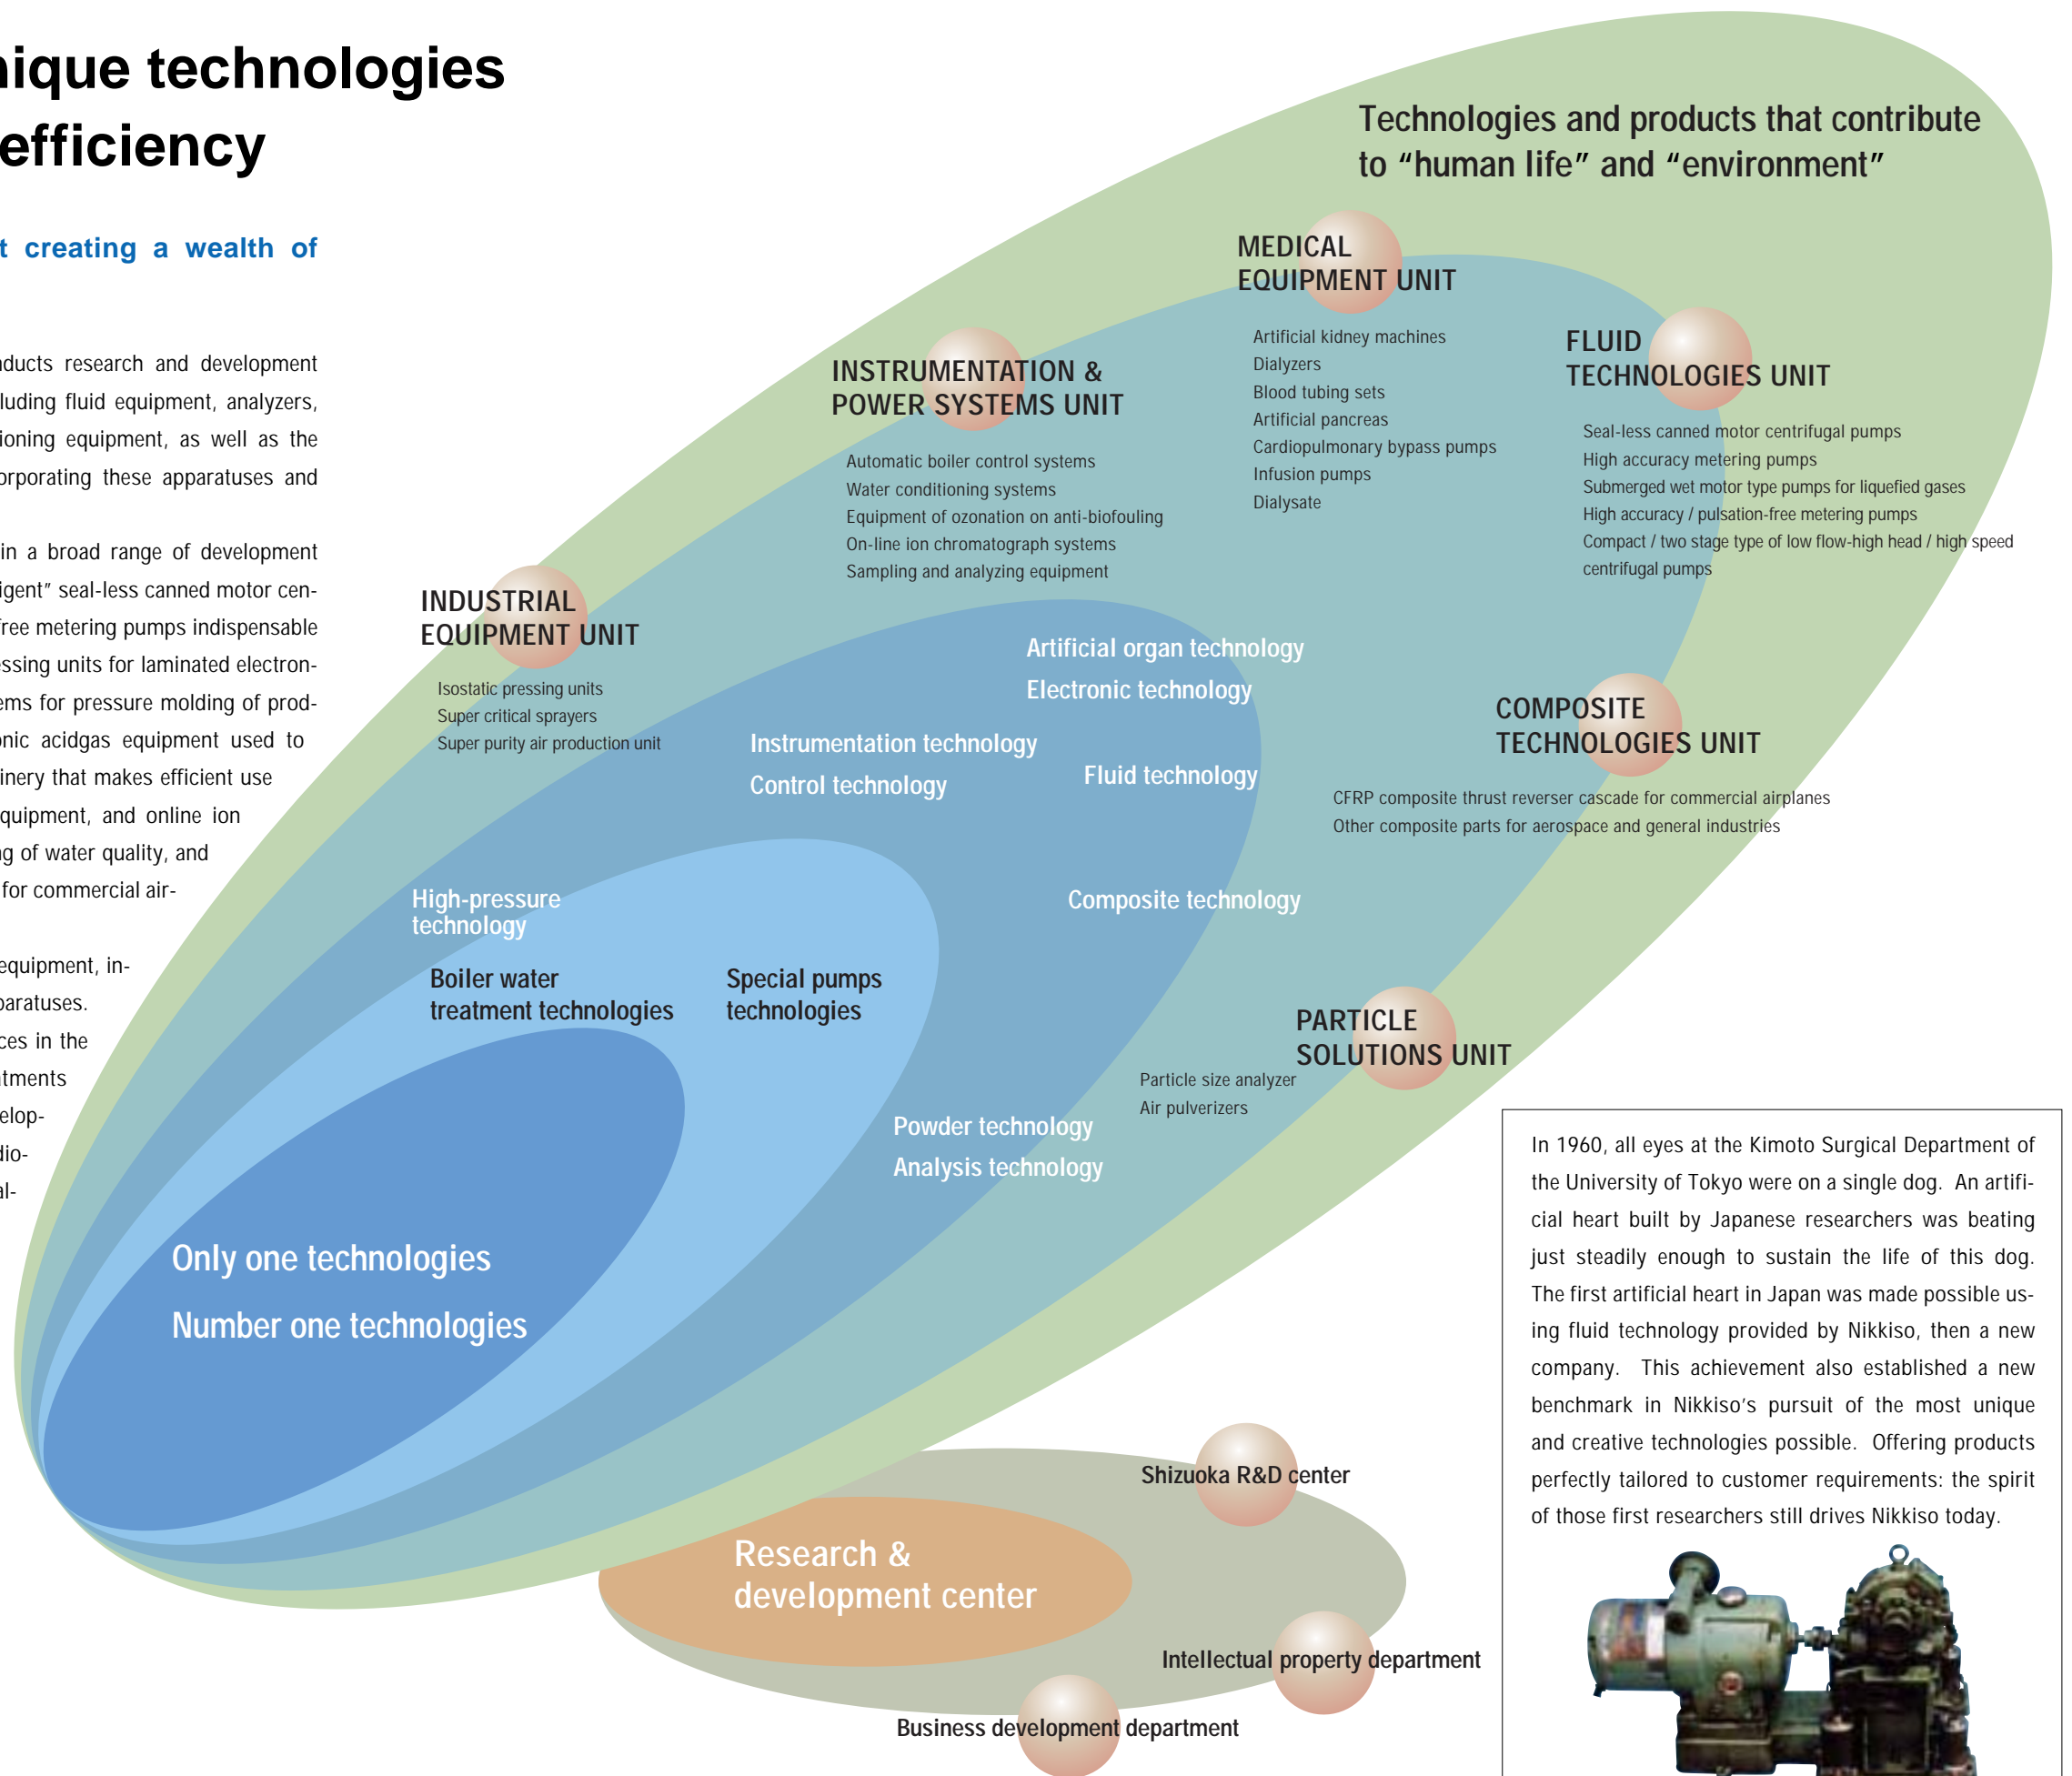 nique technologies
efficiency
t creating a wealth of
ducts research and development
luding fluid equipment, analyzers,
ioning equipment, as well as the
orporating these apparatuses and
in a broad range of development
igent” seal-less canned motor cen-
free metering pumps indispensable
essing units for laminated electron-
ems for pressure molding of prod-
onic acidgas equipment used to
inery that makes efficient use
quipment, and online ion
ng of water quality, and
for commercial air-
equipment, in-
paratuses.
ces in the
atments
elop-
dio-
al-
Technologies and products that contribute
to “human life” and “environment”
MEDICAL
EQUIPMENT UNIT
Artificial kidney machines
Dialyzers
Blood tubing sets
Artificial pancreas
Cardiopulmonary bypass pumps
Infusion pumps
Dialysate
FLUID
TECHNOLOGIES UNIT
Seal-less canned motor centrifugal pumps
High accuracy metering pumps
Submerged wet motor type pumps for liquefied gases
High accuracy / pulsation-free metering pumps
Compact / two stage type of low flow-high head / high speed
centrifugal pumps
INSTRUMENTATION &
POWER SYSTEMS UNIT
Automatic boiler control systems
Water conditioning systems
Equipment of ozonation on anti-biofouling
On-line ion chromatograph systems
Sampling and analyzing equipment
INDUSTRIAL
EQUIPMENT UNIT
Isostatic pressing units
Super critical sprayers
Super purity air production unit
Artificial organ technology
Electronic technology
Instrumentation technology
Control technology
Fluid technology
COMPOSITE
TECHNOLOGIES UNIT
CFRP composite thrust reverser cascade for commercial airplanes
Other composite parts for aerospace and general industries
High-pressure
technology
Composite technology
Boiler water
treatment technologies
Special pumps
technologies
PARTICLE
SOLUTIONS UNIT
Particle size analyzer
Air pulverizers
Powder technology
Analysis technology
Only one technologies
Number one technologies
In 1960, all eyes at the Kimoto Surgical Department of
the University of Tokyo were on a single dog. An artifi-
cial heart built by Japanese researchers was beating
just steadily enough to sustain the life of this dog.
The first artificial heart in Japan was made possible us-
ing fluid technology provided by Nikkiso, then a new
company. This achievement also established a new
benchmark in Nikkiso’s pursuit of the most unique
and creative technologies possible. Offering products
perfectly tailored to customer requirements: the spirit
of those first researchers still drives Nikkiso today.
Shizuoka R&D center
Research &
development center
Intellectual property department
Business development department